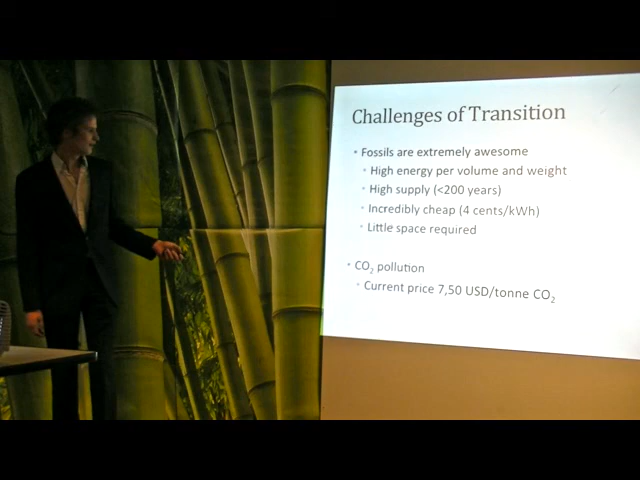 Challenges of Transition
• Fossils are extremely awesome
• High energy per volume and weight
• High supply (<200 years)
• Incredibly cheap (4 cents/kWh)
• Little space required
• CO₂ pollution
• Current price 7,50 USD/tonne CO₂